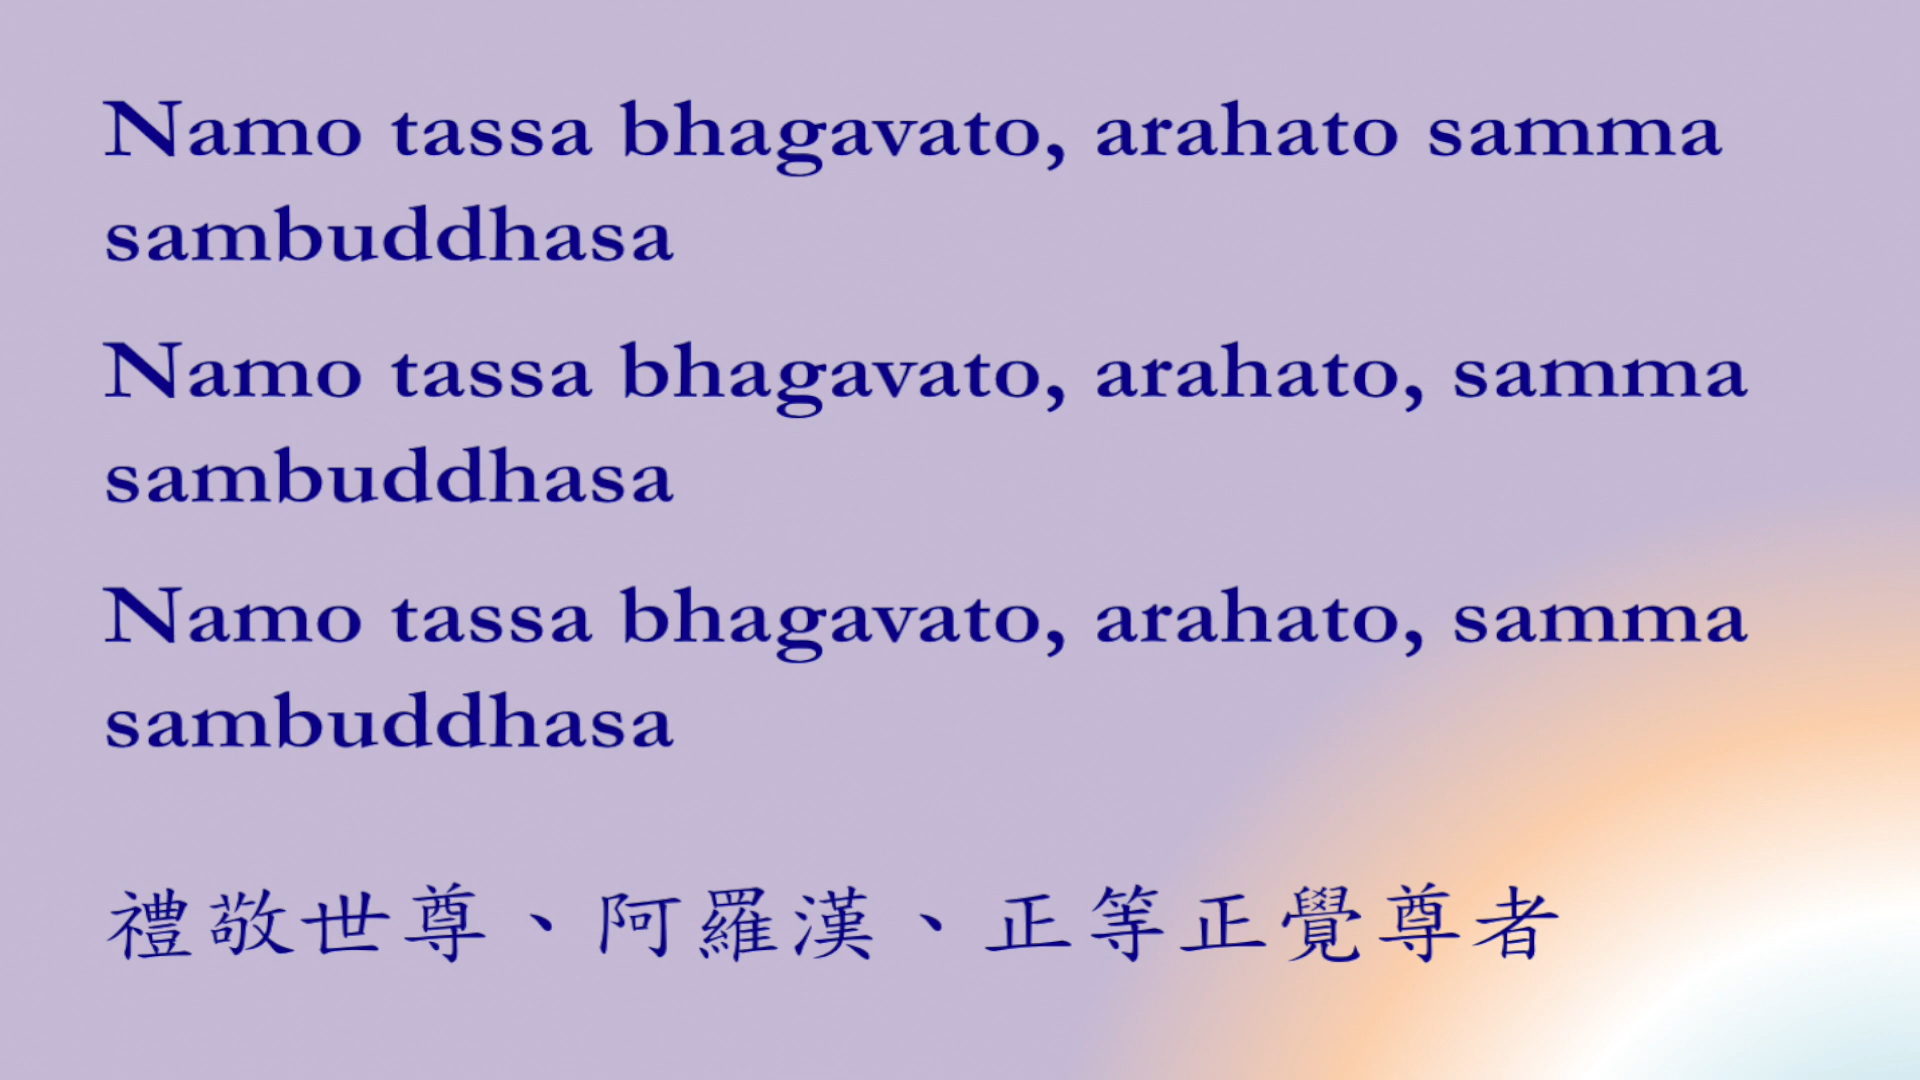 Namo tassa bhagavato, arahato samma
sambuddhasa
Namo tassa bhagavato, arahato, samma
sambuddhasa
Namo tassa bhagavato, arahato, samma
sambuddhasa
禮敬世尊、阿羅漢、正等正覺尊者